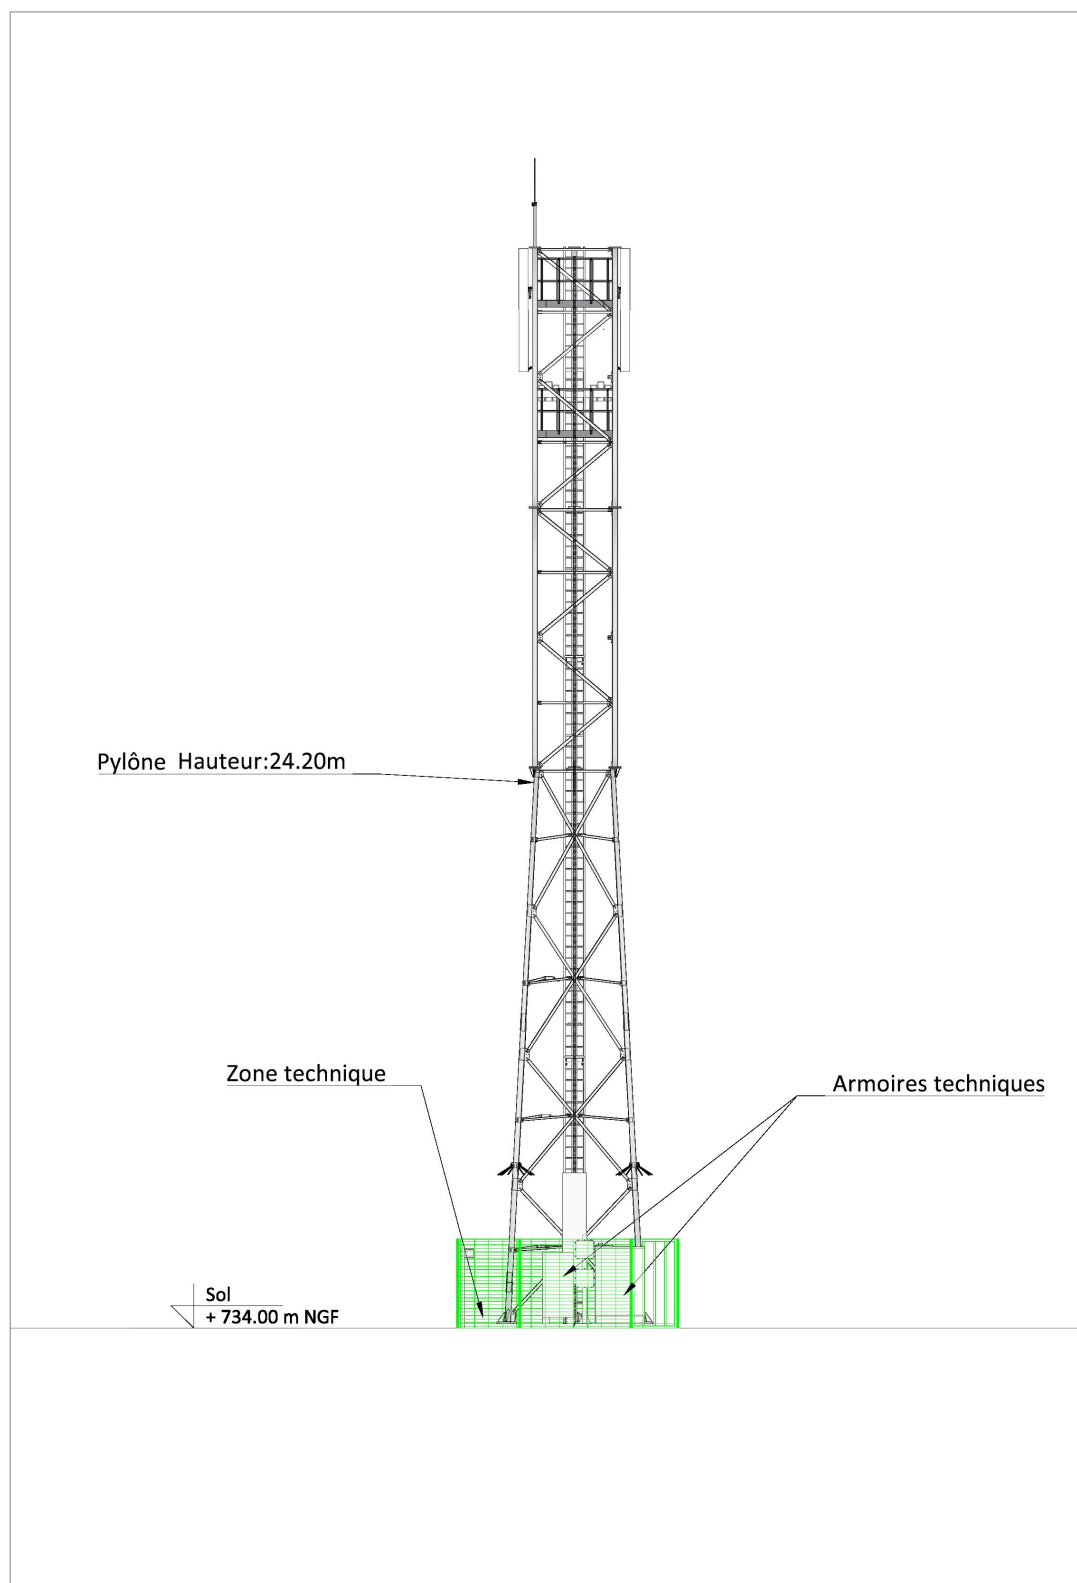 Pylône Hauteur:24.20m
Zone technique
Armoires techniques
Sol
+ 734.00 m NGF